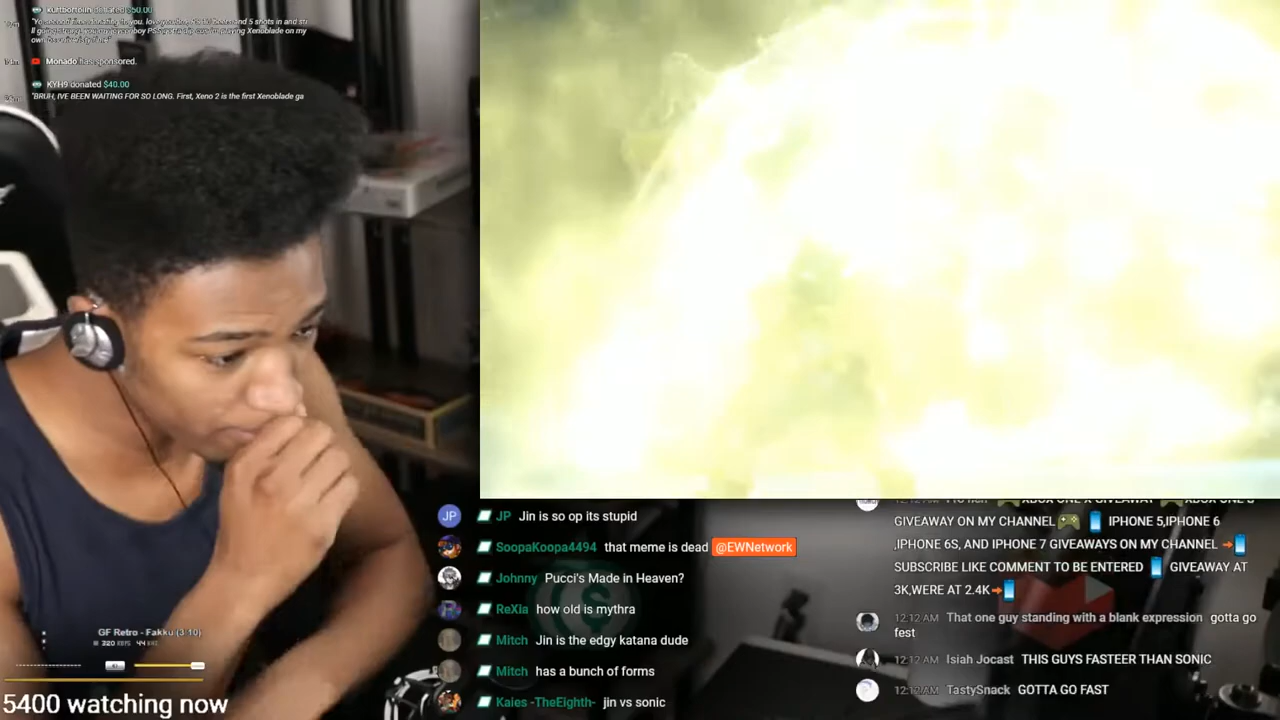 donated $50.00
Monado has sponsored.
KYH9 donated $40.00
"BRUH, IVE BEEN WAITING FOR SO LONG. First, Xeno 2 is the first Xenoblade ga
GF Retro - Fakku (3:10)
5400 watching now
JP JP Jin is so op its stupid
SoopaKoopa4494 that meme is dead @EWNetwork
Johnny Pucci's Made in Heaven?
ReXia how old is mythra
Mitch Jin is the edgy katana dude
Mitch has a bunch of forms
Kaies -TheEighth- jin vs sonic
GIVEAWAY ON MY CHANNEL 🎮 📱 IPHONE 5,IPHONE 6
,IPHONE 6S, AND IPHONE 7 GIVEAWAYS ON MY CHANNEL
SUBSCRIBE LIKE COMMENT TO BE ENTERED 📱 GIVEAWAY AT
3K,WERE AT 2.4K
12:12 AM That one guy standing with a blank expression gotta go
fest
12:12 AM Isiah Jocast THIS GUYS FASTEER THAN SONIC
12:12 AM TastySnack GOTTA GO FAST